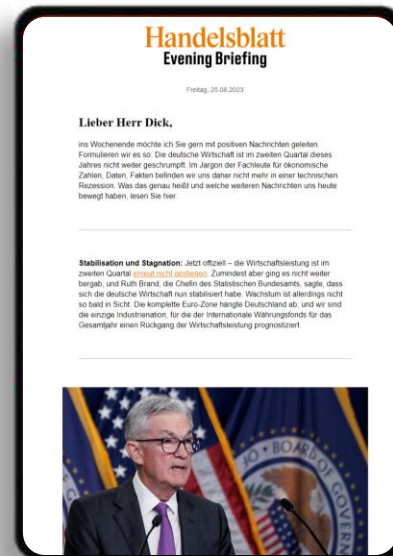 Handelsblatt
Evening Briefing
Freitag, 25.08.2023
Lieber Herr Dick,
ins Wochenende möchte ich Sie gern mit positiven Nachrichten geleiten.
Formulieren wir es so: Die deutsche Wirtschaft ist im zweiten Quartal dieses
Jahres nicht weiter geschrumpft. Im Jargon der Fachleute für ökonomische
Zahlen, Daten, Fakten befinden wir uns daher nicht mehr in einer technischen
Rezession. Was das genau heißt und welche weiteren Nachrichten uns heute
bewegt haben, lesen Sie hier.
Stabilisation und Stagnation: Jetzt offiziell – die Wirtschaftsleistung ist im
zweiten Quartal erneut nicht gestiegen. Zumindest aber ging es nicht weiter
bergab, und Ruth Brand, die Chefin des Statistischen Bundesamts, sagte, dass
sich die deutsche Wirtschaft nun stabilisiert habe. Wachstum ist allerdings nicht
so bald in Sicht. Die komplette Euro-Zone hängte Deutschland ab, und wir sind
die einzige Industrienation, für die der Internationale Währungsfonds für das
Gesamtjahr einen Rückgang der Wirtschaftsleistung prognostiziert.
BOARD OF GOVER